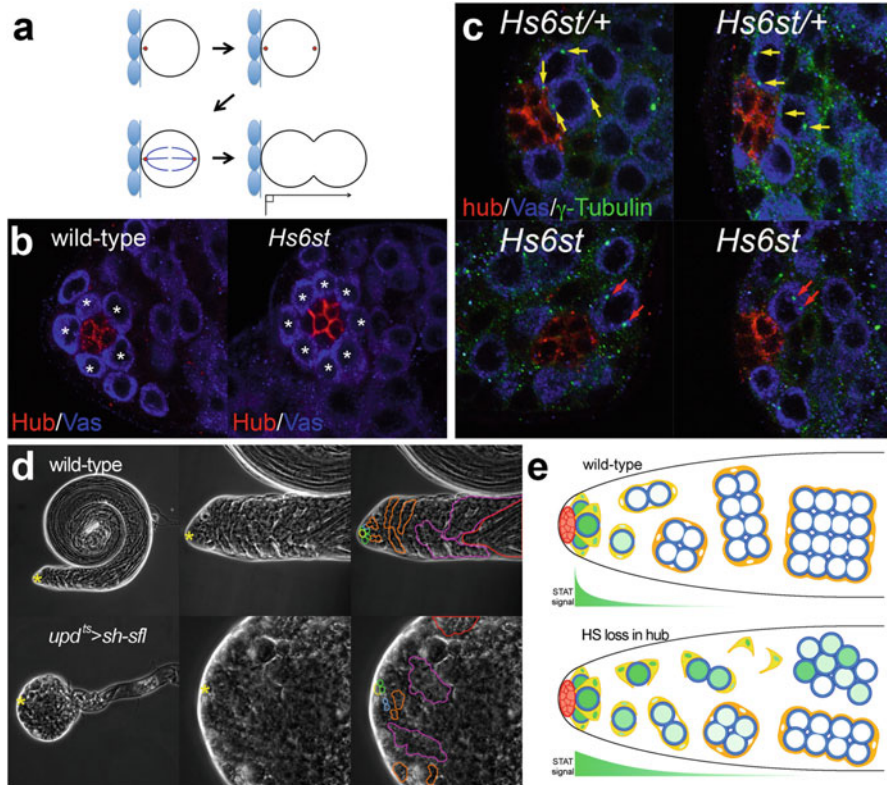 a
b
wild-type
Hs6st
* * * * * *
* * * * * * * *
Hub/Vas
Hub/Vas
c
Hs6st/+
Hs6st/+
hub/Vas/γ-Tubulin
Hs6st
Hs6st
d
wild-type
*
*
*
upd^ts>sh-sfl
*
*
*
e
wild-type
STAT
signal
HS loss in hub
STAT
signal